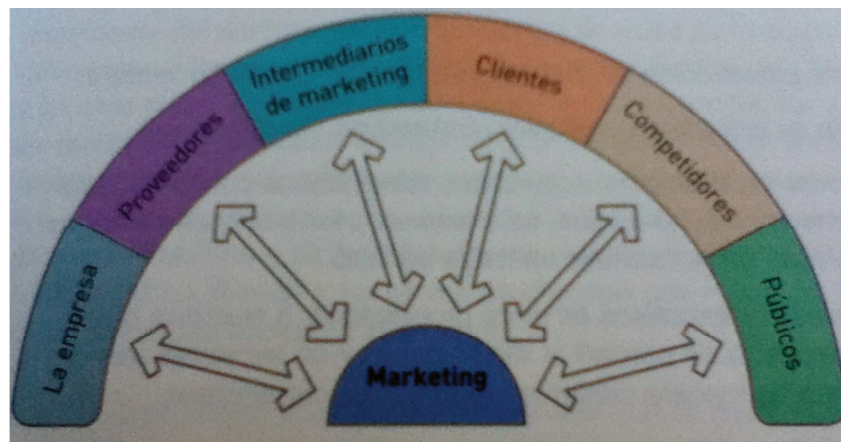 La empresa
Proveedores
Intermediarios
de marketing
Clientes
Competidores
Públicos
Marketing